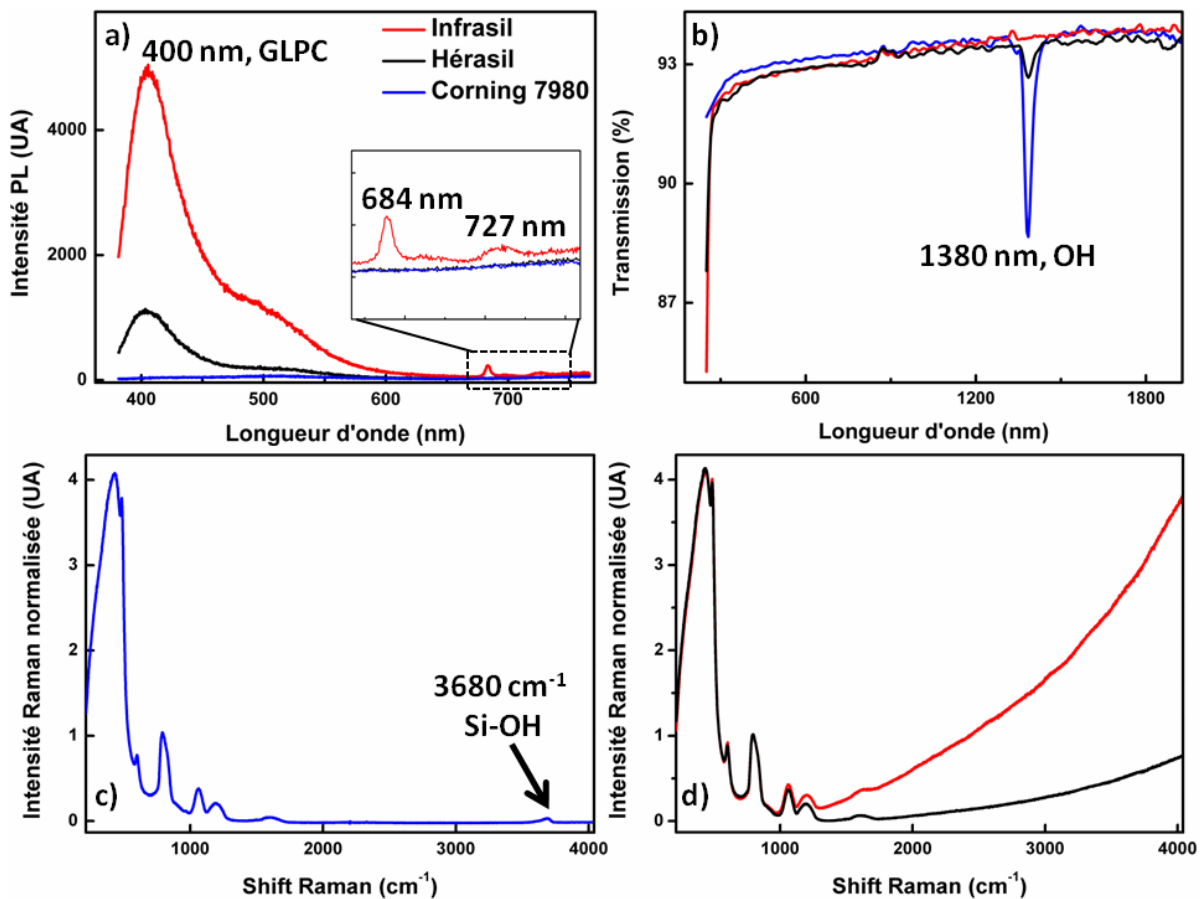 a)
400 nm, GLPC
Infrasil
Hérasil
Corning 7980
684 nm
727 nm
Intensité PL (UA)
4000
2000
0
400
500
600
700
Longueur d'onde (nm)
b)
1380 nm, OH
Transmission (%)
93
90
87
600
1200
1800
Longueur d'onde (nm)
c)
3680 cm⁻¹
Si-OH
Intensité Raman normalisée (UA)
4
3
2
1
0
1000
2000
3000
4000
Shift Raman (cm⁻¹)
d)
Intensité Raman normalisée (UA)
4
3
2
1
0
1000
2000
3000
4000
Shift Raman (cm⁻¹)